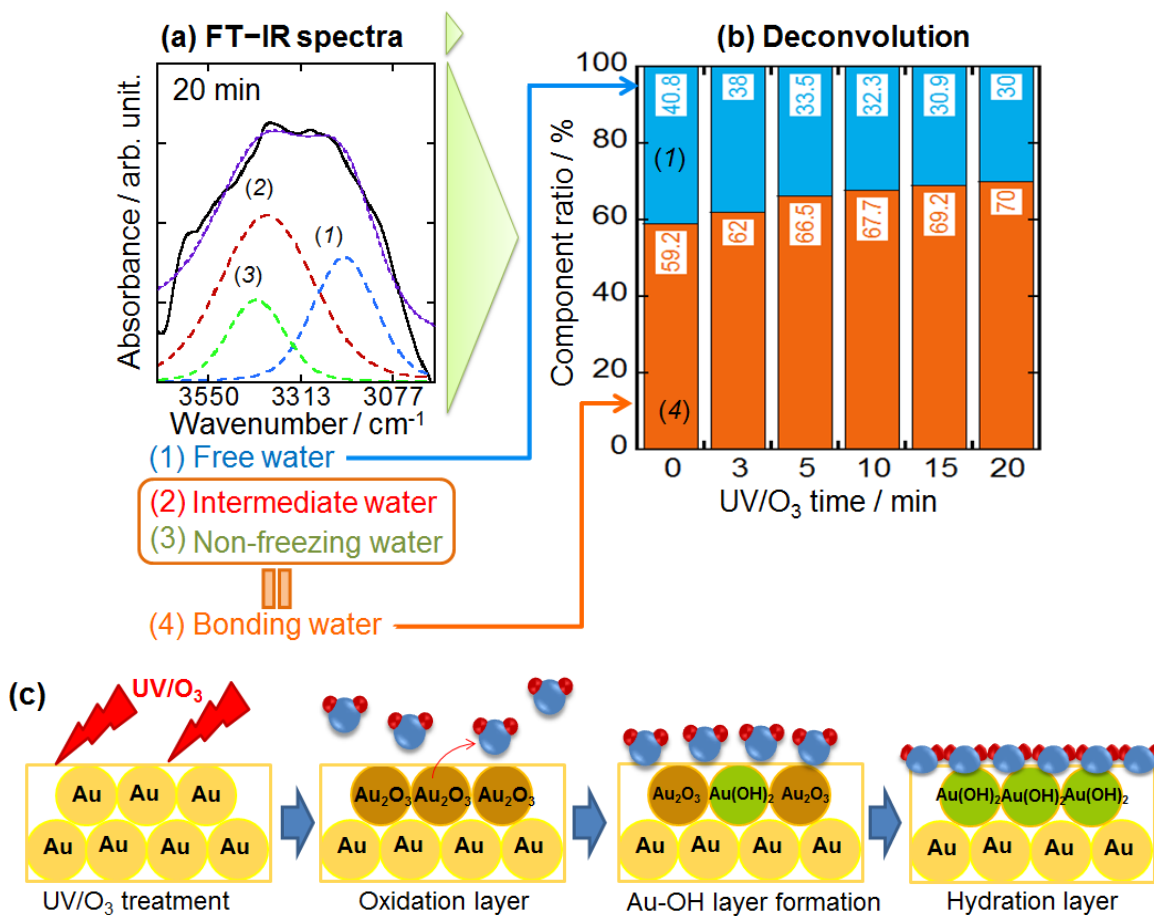 (a) FT-IR spectra
(b) Deconvolution
20 min
(2)
(1)
(3)
Absorbance / arb. unit.
3550 3313 3077
Wavenumber / cm⁻¹
(1) Free water
(2) Intermediate water
(3) Non-freezing water
(4) Bonding water
Component ratio / %
100
80
60
40
20
0
40.8 38 33.5 32.3 30.9 30
(1)
59.2 62 66.5 67.7 69.2 70
(4)
0 3 5 10 15 20
UV/O₃ time / min
(c)
UV/O₃
Au Au Au
Au Au Au Au
UV/O₃ treatment
Au₂O₃ Au₂O₃ Au₂O₃
Au Au Au Au
Oxidation layer
Au₂O₃ Au(OH)₂ Au₂O₃
Au Au Au Au
Au-OH layer formation
Au(OH)₂ Au(OH)₂ Au(OH)₂
Au Au Au Au
Hydration layer